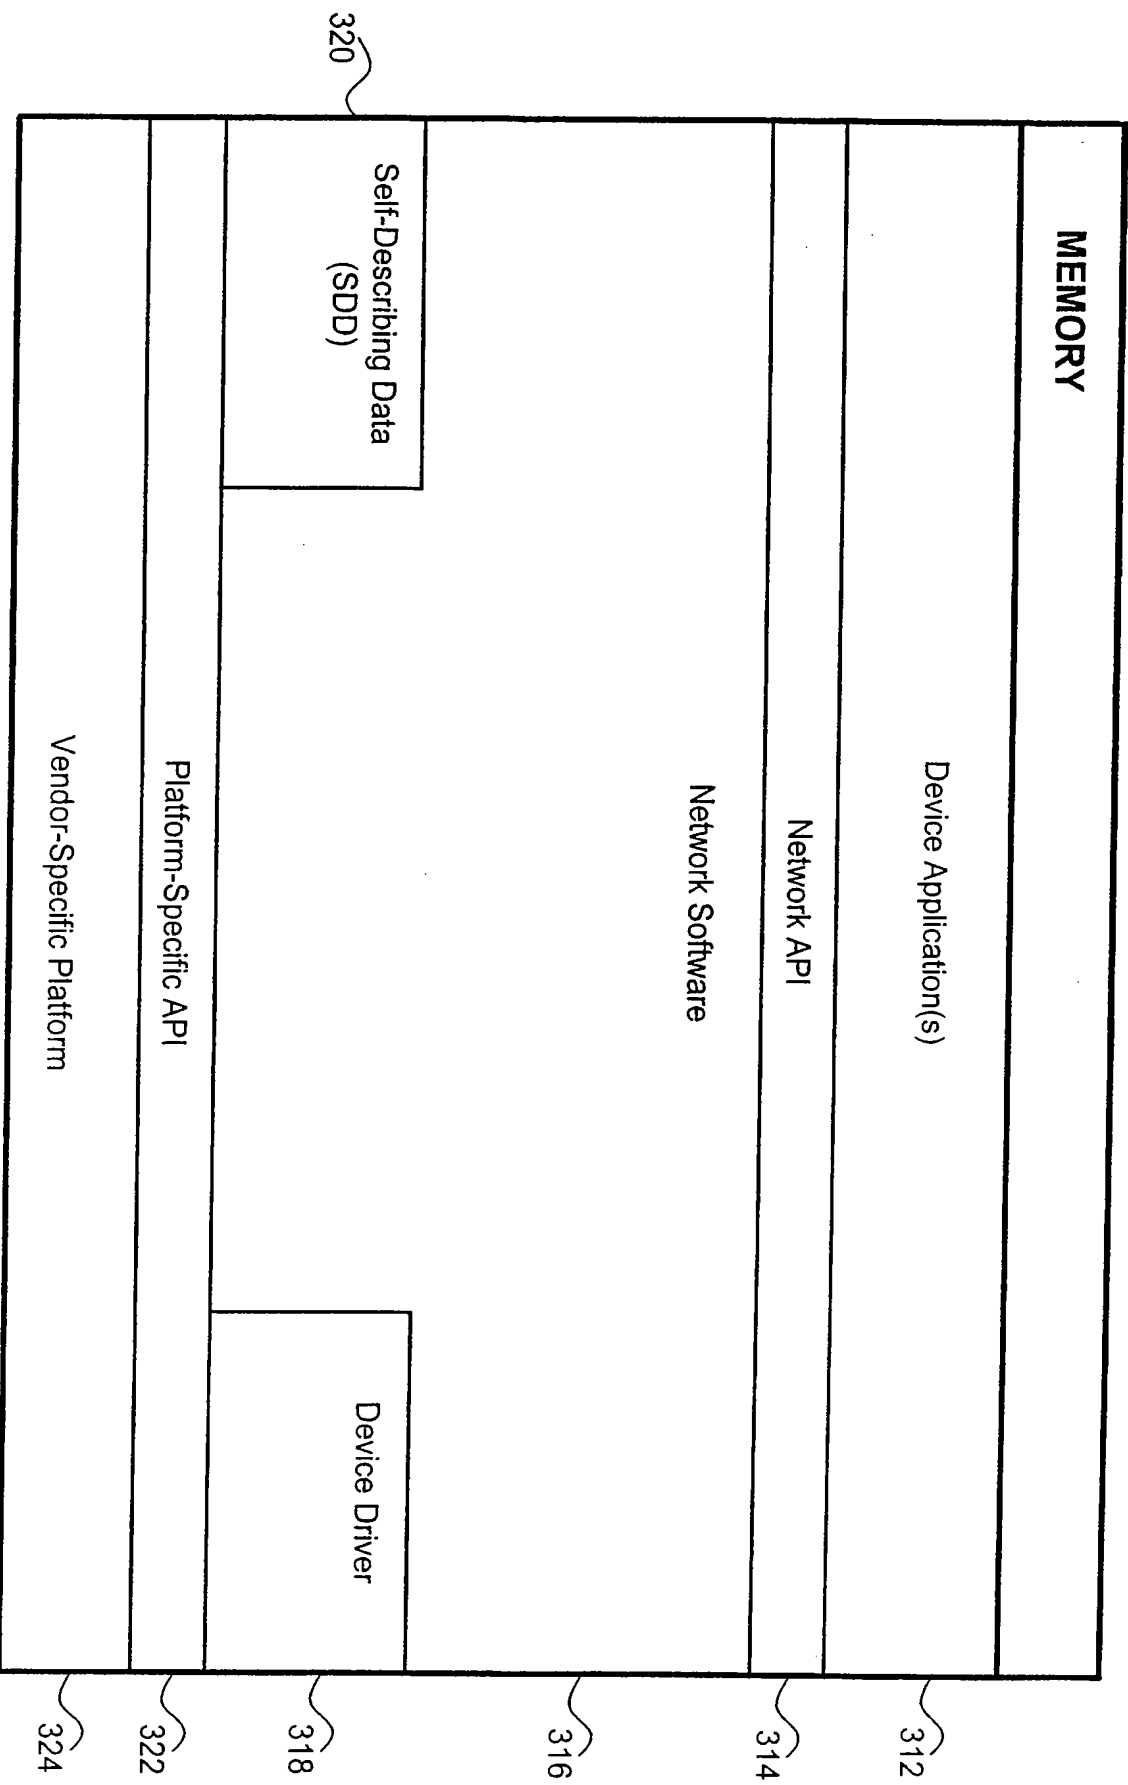 MEMORY
Device Application(s)
312
Network API
314
Network Software
316
320
Self-Describing Data
(SDD)
Device Driver
318
Platform-Specific API
322
Vendor-Specific Platform
324